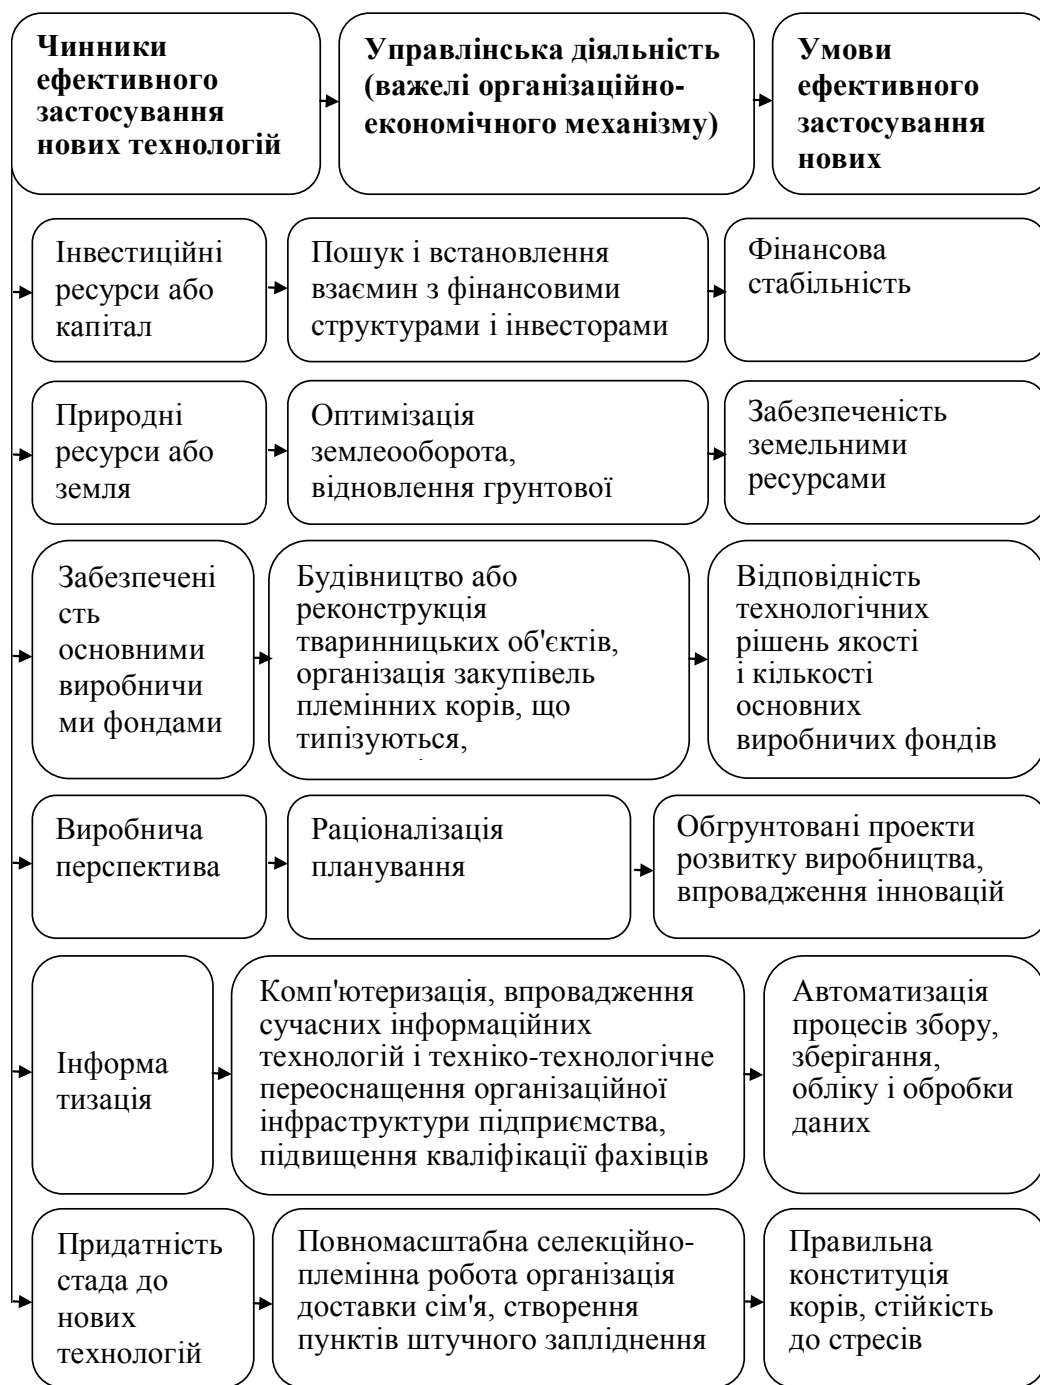 Чинники
ефективного
застосування
нових технологій
Управлінська діяльність
(важелі організаційно-
економічного механізму)
Умови
ефективного
застосування
нових
Інвестиційні
ресурси або
капітал
Пошук і встановлення
взаємин з фінансовими
структурами і інвесторами
Фінансова
стабільність
Природні
ресурси або
земля
Оптимізація
землеооборота,
відновлення грунтової
Забезпеченість
земельними
ресурсами
Забезпечені
сть
основними
виробничи
ми фондами
Будівництво або
реконструкція
тваринницьких об'єктів,
організація закупівель
племінних корів, що
типізуються,
Відповідність
технологічних
рішень якості
і кількості
основних
виробничих фондів
Виробнича
перспектива
Раціоналізація
планування
Обгрунтовані проекти
розвитку виробництва,
впровадження інновацій
Інформа
тизація
Комп'ютеризація, впровадження
сучасних інформаційних
технологій і техніко-технологічне
переоснащення організаційної
інфраструктури підприємства,
підвищення кваліфікації фахівців
Автоматизація
процесів збору,
зберігання,
обліку і обробки
даних
Придатність
стада до
нових
технологій
Повномасштабна селекційно-
племінна робота організація
доставки сім'я, створення
пунктів штучного запліднення
Правильна
конституція
корів, стійкість
до стресів